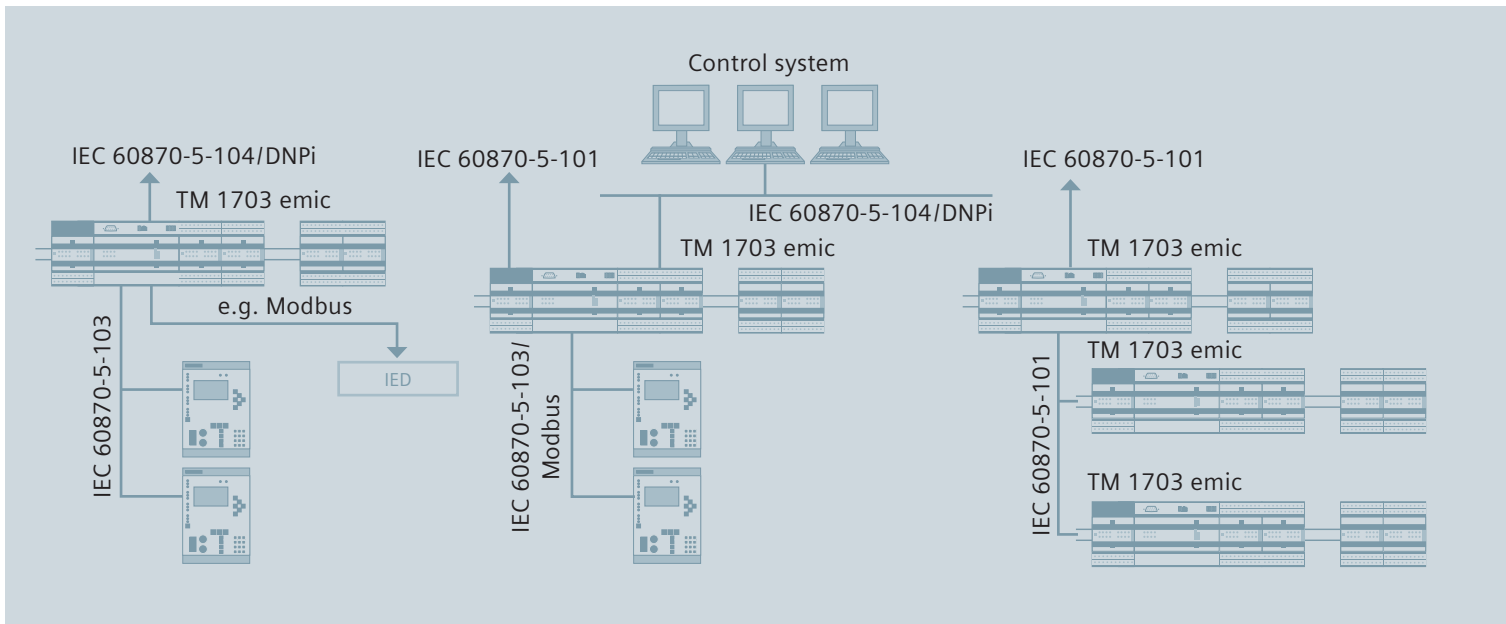 Control system
IEC 60870-5-104/DNPi
TM 1703 emic
e.g. Modbus
IEC 60870-5-103
IED
IEC 60870-5-101
IEC 60870-5-104/DNPi
TM 1703 emic
IEC 60870-5-103/
Modbus
IEC 60870-5-101
TM 1703 emic
TM 1703 emic
IEC 60870-5-101
TM 1703 emic